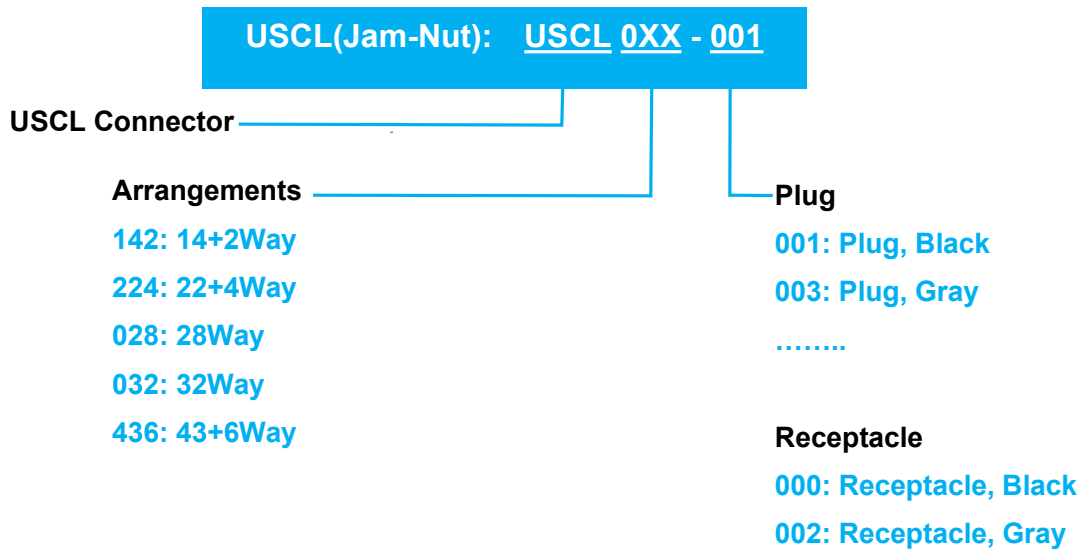 USCL(Jam-Nut): USCL 0XX - 001
USCL Connector
Arrangements
142: 14+2Way
224: 22+4Way
028: 28Way
032: 32Way
436: 43+6Way
Plug
001: Plug, Black
003: Plug, Gray
……..
Receptacle
000: Receptacle, Black
002: Receptacle, Gray